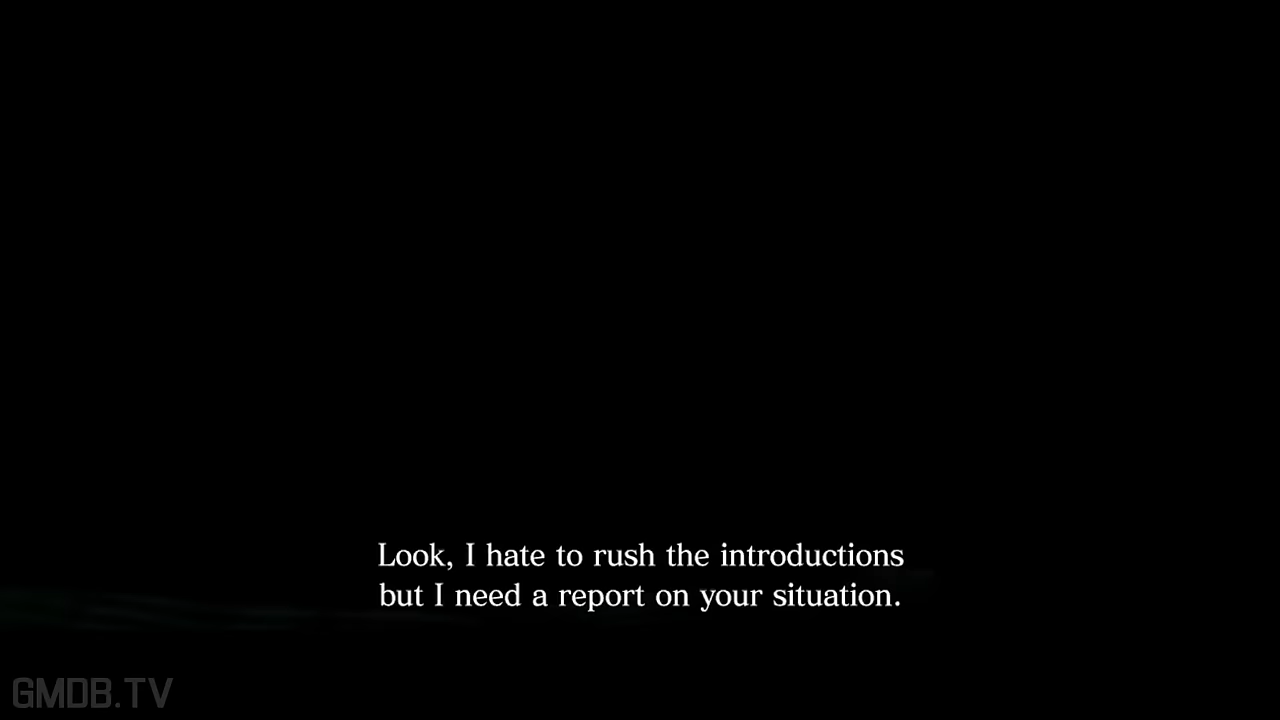 Look, I hate to rush the introductions
but I need a report on your situation.
GMDB.TV